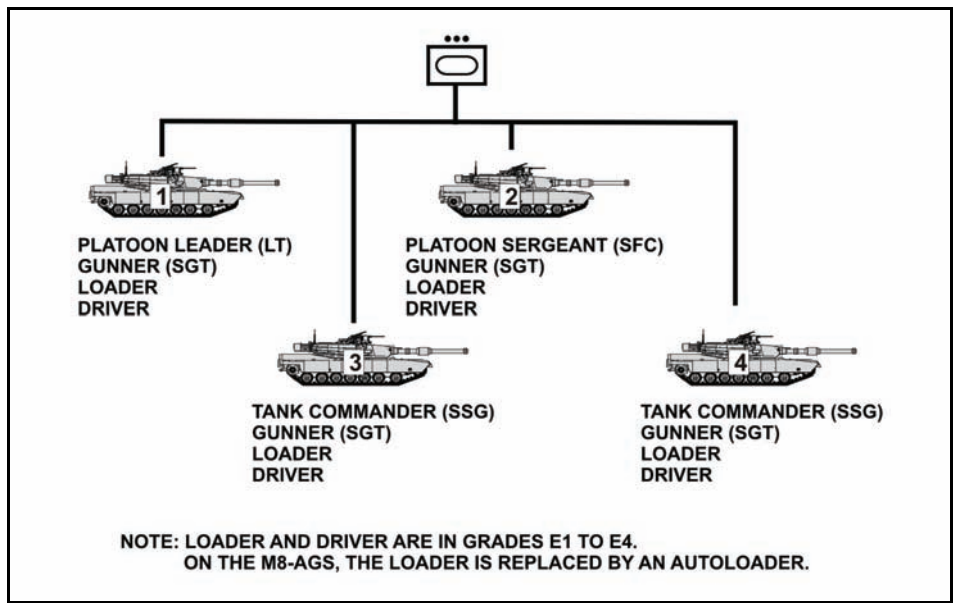 1
PLATOON LEADER (LT)
GUNNER (SGT)
LOADER
DRIVER
2
PLATOON SERGEANT (SFC)
GUNNER (SGT)
LOADER
DRIVER
3
TANK COMMANDER (SSG)
GUNNER (SGT)
LOADER
DRIVER
4
TANK COMMANDER (SSG)
GUNNER (SGT)
LOADER
DRIVER
NOTE: LOADER AND DRIVER ARE IN GRADES E1 TO E4.
ON THE M8-AGS, THE LOADER IS REPLACED BY AN AUTOLOADER.